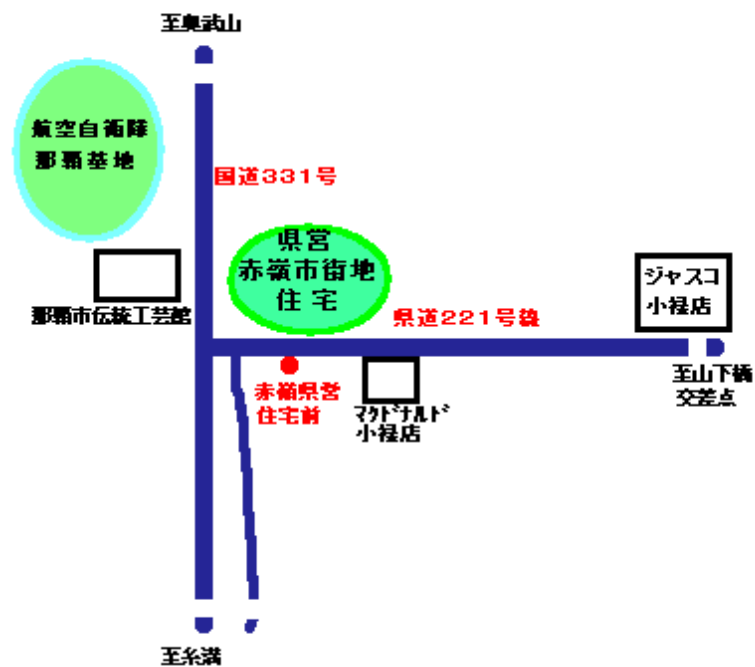 至奥武山
航空自衛隊
那覇基地
国道331号
県営
赤嶺市街地
住宅
ジャスコ
小禄店
那覇市伝統工芸館
県道221号線
至山下橋
交差点
赤嶺県営
住宅前
ﾏｸﾄﾞﾅﾙﾄﾞ
小禄店
至糸満